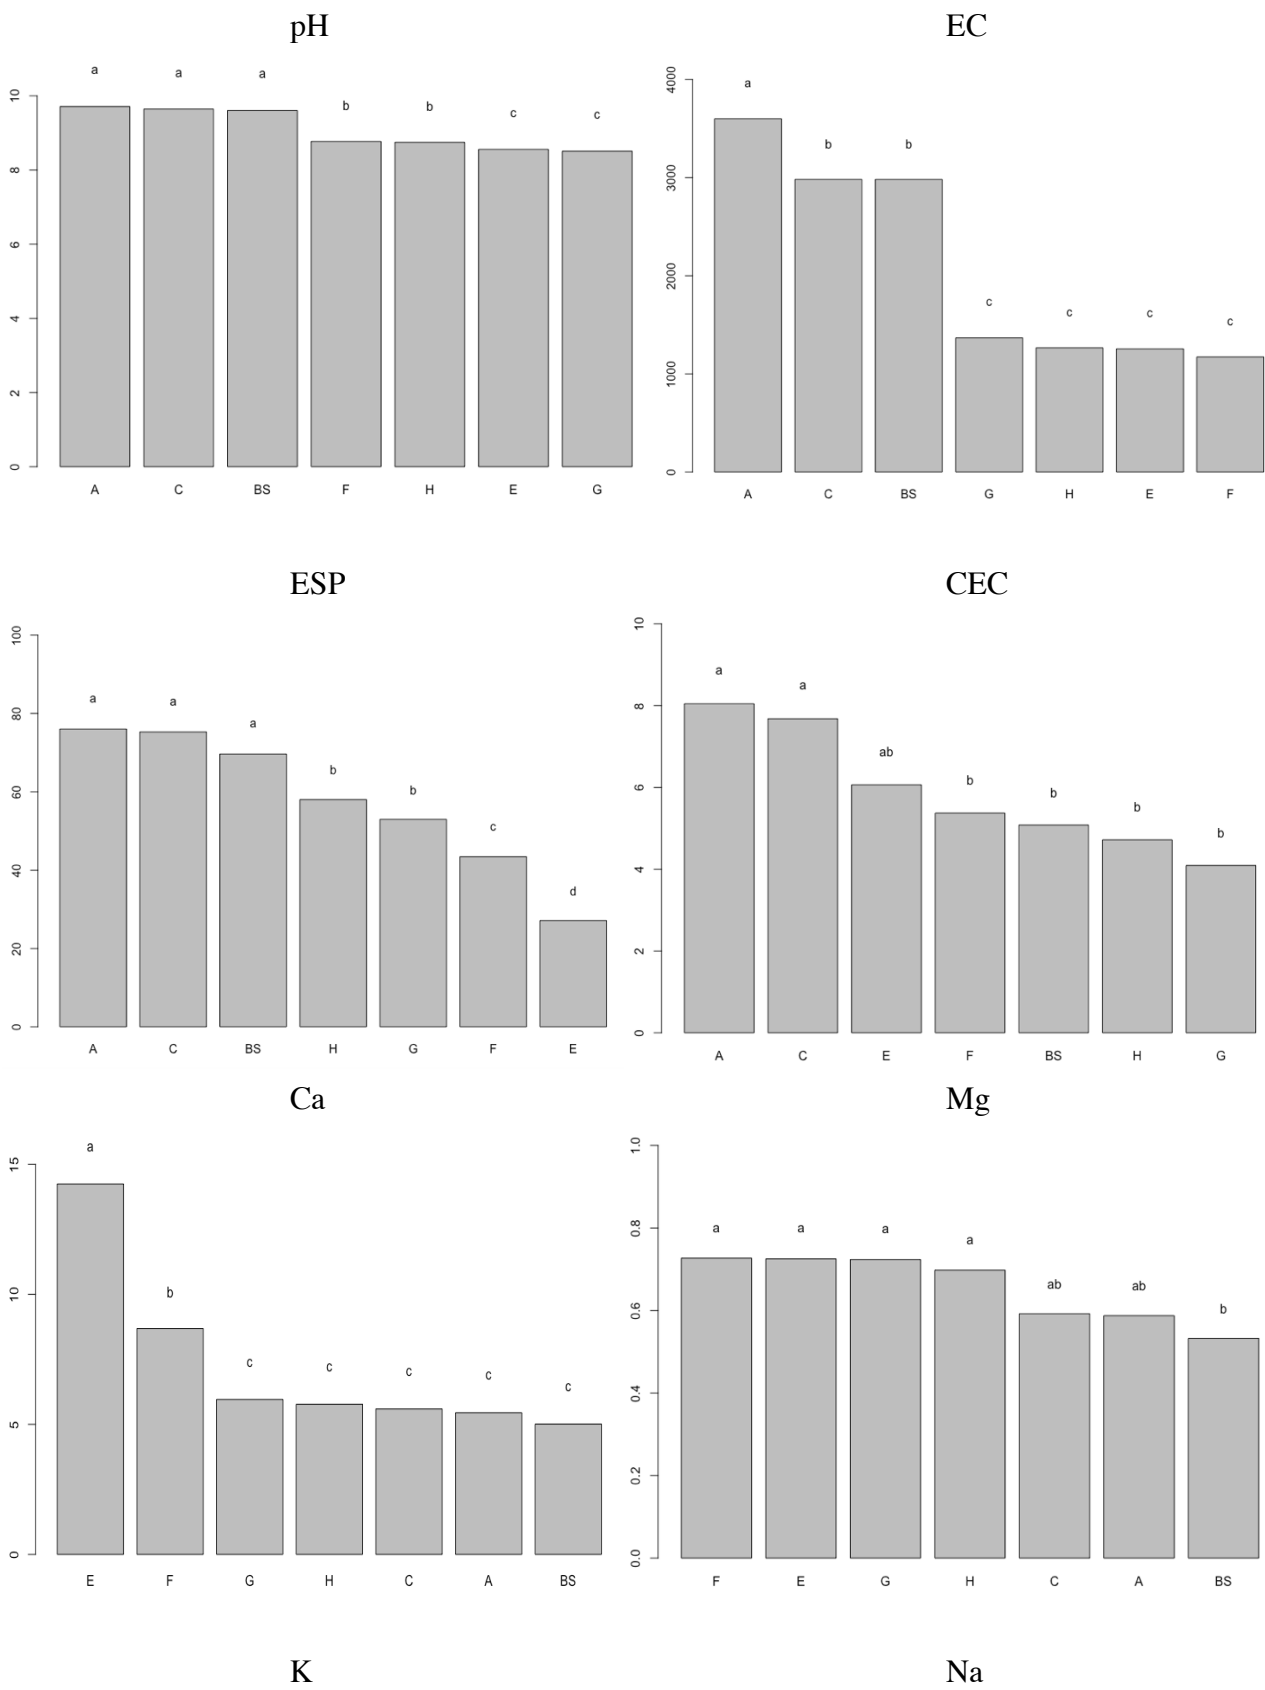 pH
EC
a a a b b c c
10
8
6
4
2
0
A C BS F H E G
a b b c c c c
4000
3000
2000
1000
0
A C BS G H E F
ESP
CEC
a a a b b c d
100
80
60
40
20
0
A C BS H G F E
a a ab b b b b
10
8
6
4
2
0
A C E F BS H G
Ca
Mg
a b c c c c c
15
10
5
0
E F G H C A BS
a a a a ab ab b
1.0
0.8
0.6
0.4
0.2
0.0
F E G H C A BS
K
Na